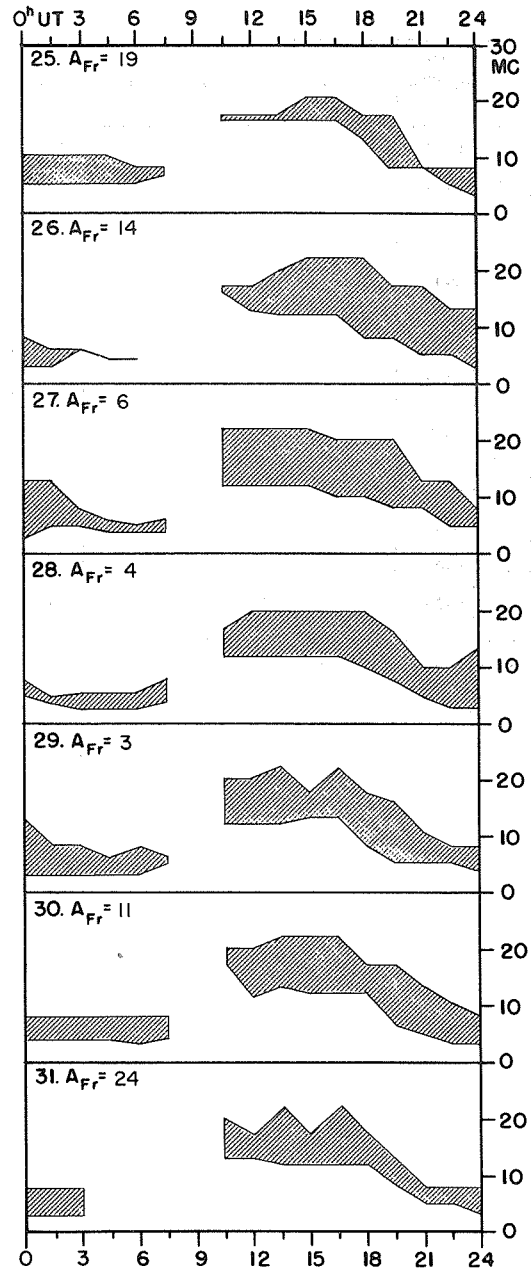 0ʰ UT 3 6 9 12 15 18 21 24
30
MC
25. A_Fr = 19
20
10
0
26. A_Fr = 14
20
10
0
27. A_Fr = 6
20
10
0
28. A_Fr = 4
20
10
0
29. A_Fr = 3
20
10
0
30. A_Fr = 11
20
10
0
31. A_Fr = 24
20
10
0
0 3 6 9 12 15 18 21 24